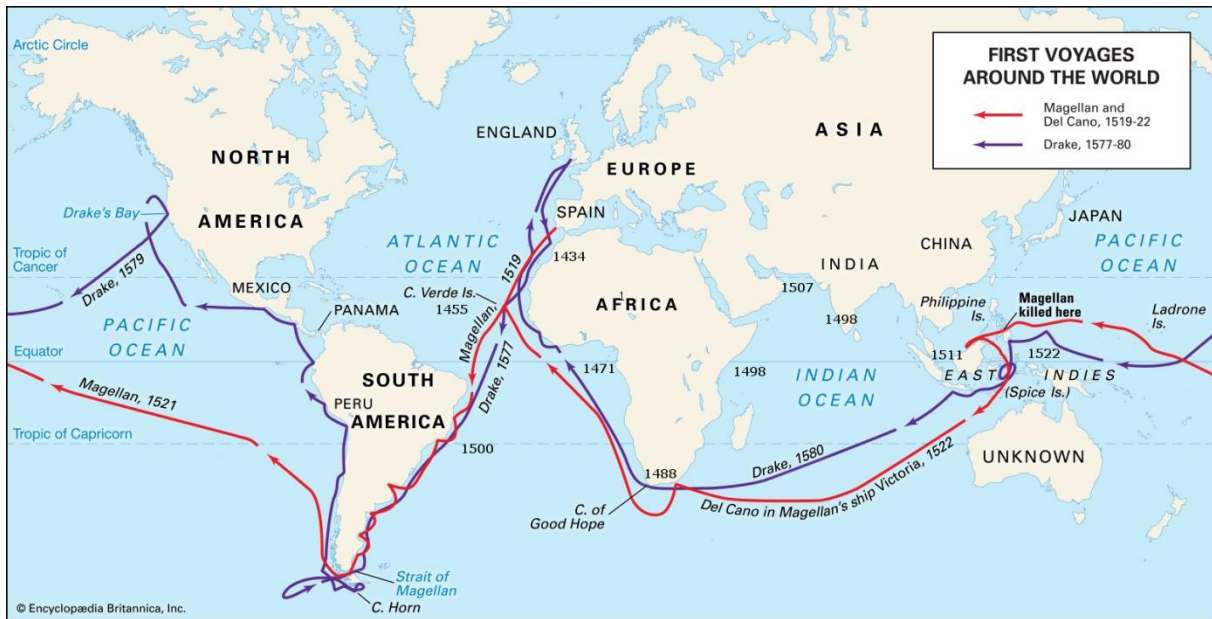 Arctic Circle
FIRST VOYAGES
AROUND THE WORLD
Magellan and
Del Cano, 1519-22
Drake, 1577-80
ENGLAND
ASIA
NORTH
AMERICA
EUROPE
Drake's Bay
SPAIN
JAPAN
ATLANTIC
OCEAN
PACIFIC
OCEAN
CHINA
Tropic of
Cancer
1434
INDIA
Drake, 1579
1519
MEXICO
C. Verde Is.
1455
AFRICA
1
1507
Philippine
Is.
Magellan
killed here
Ladrone
Is.
PANAMA
1498
PACIFIC
OCEAN
Magellan,
Equator
1511
1522
Drake, 1577
1471
1498
INDIAN
OCEAN
EAST INDIES
(Spice Is.)
SOUTH
AMERICA
Magellan, 1521
PERU
Tropic of Capricorn
1500
UNKNOWN
1488
Drake, 1580
Del Cano in Magellan's ship Victoria, 1522
C. of
Good Hope
Strait of
Magellan
C. Horn
© Encyclopædia Britannica, Inc.